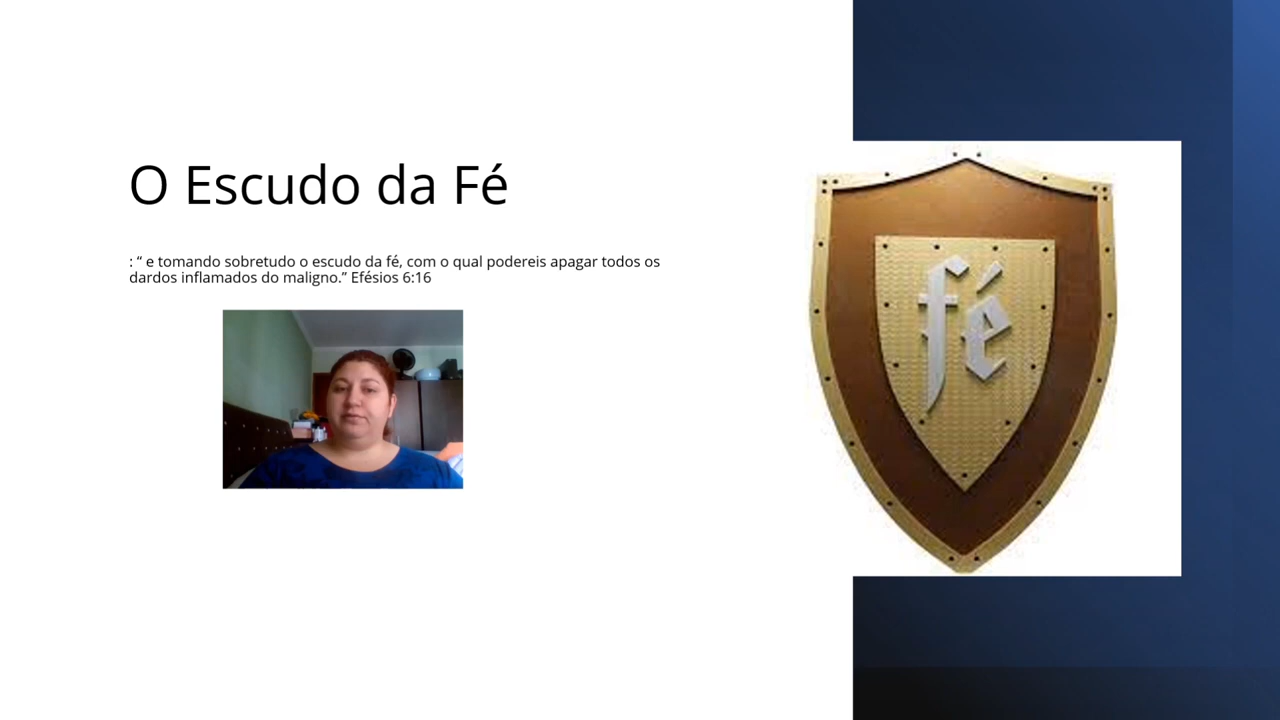 O Escudo da Fé
: “ e tomando sobretudo o escudo da fé, com o qual podereis apagar todos os
dardos inflamados do maligno.” Efésios 6:16
fé